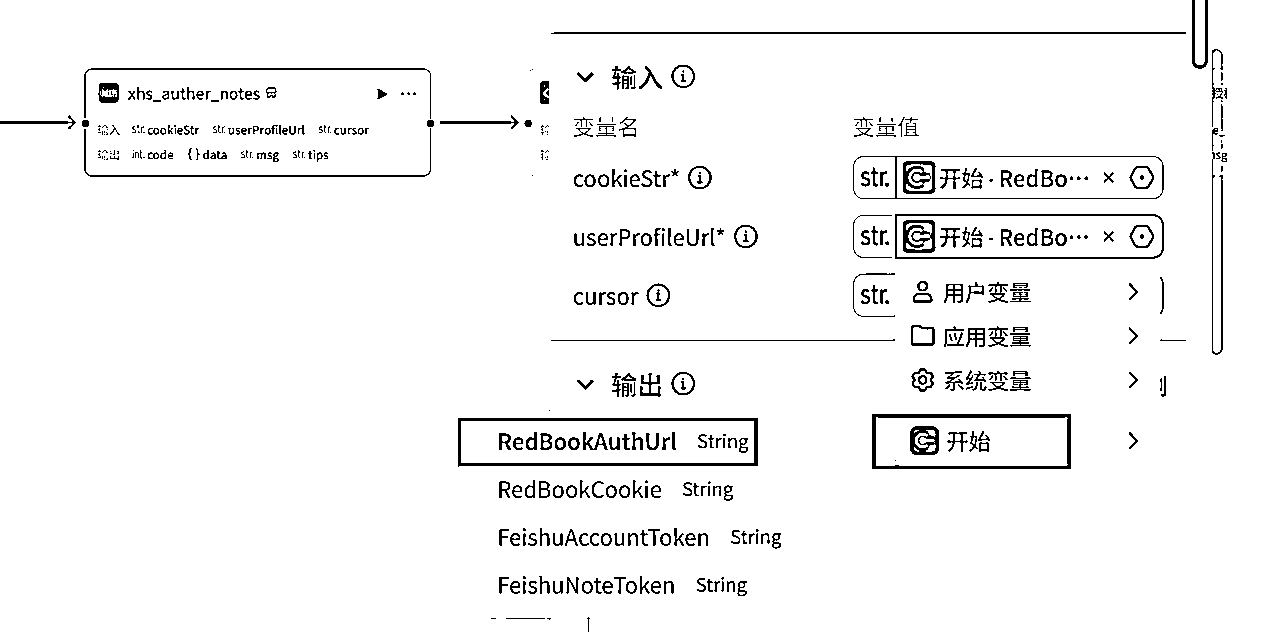 xhs_auther_notes
输入 str.cookieStr str.userProfileUrl str.cursor
输出 int.code {}data str.msg str.tips
输入
变量名 变量值
cookieStr* str. 开始 · RedBo···
userProfileUrl* str. 开始 · RedBo···
cursor str.
用户变量
应用变量
系统变量
输出
开始
RedBookAuthUrl String
RedBookCookie String
FeishuAccountToken String
FeishuNoteToken String